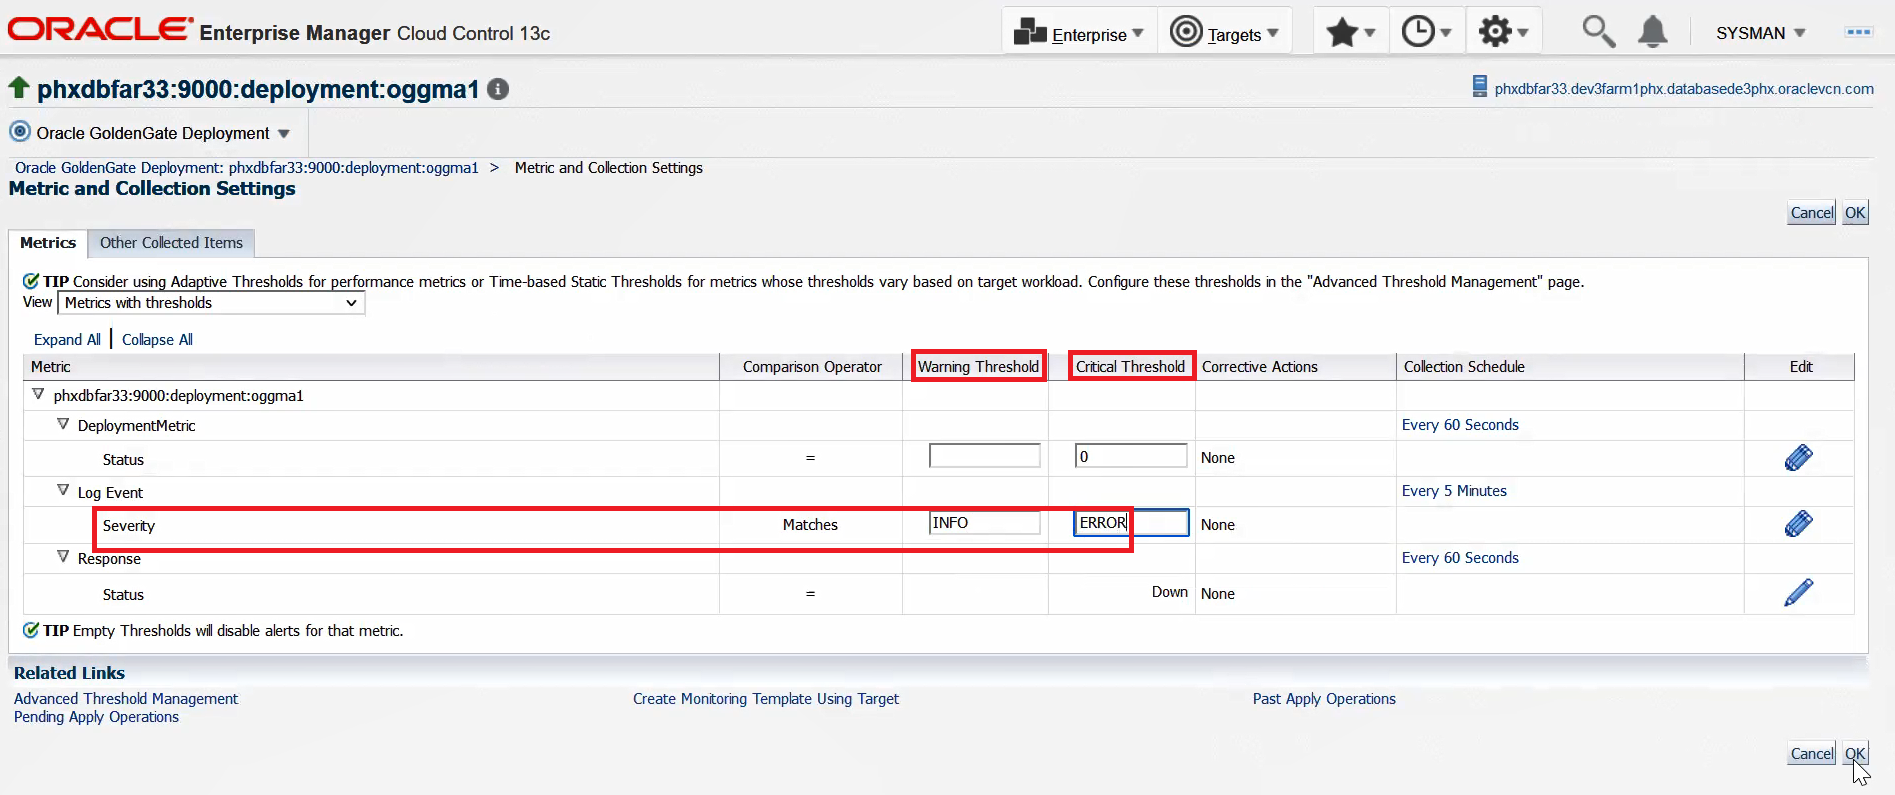 ORACLE Enterprise Manager Cloud Control 13c Enterprise Targets SYSMAN
phxdbfar33:9000:deployment:oggma1 phxdbfar33.dev3farm1phx.databasede3phx.oraclevcn.com
Oracle GoldenGate Deployment
Oracle GoldenGate Deployment: phxdbfar33:9000:deployment:oggma1 > Metric and Collection Settings
Metric and Collection Settings
Cancel OK
Metrics Other Collected Items
TIP Consider using Adaptive Thresholds for performance metrics or Time-based Static Thresholds for metrics whose thresholds vary based on target workload. Configure these thresholds in the "Advanced Threshold Management" page.
View Metrics with thresholds
Expand All | Collapse All
Metric Comparison Operator Warning Threshold Critical Threshold Corrective Actions Collection Schedule Edit
phxdbfar33:9000:deployment:oggma1
DeploymentMetric Every 60 Seconds
Status = 0 None
Log Event Every 5 Minutes
Severity Matches INFO ERROR None
Response Every 60 Seconds
Status = Down None
TIP Empty Thresholds will disable alerts for that metric.
Related Links
Advanced Threshold Management Create Monitoring Template Using Target Past Apply Operations
Pending Apply Operations
Cancel OK